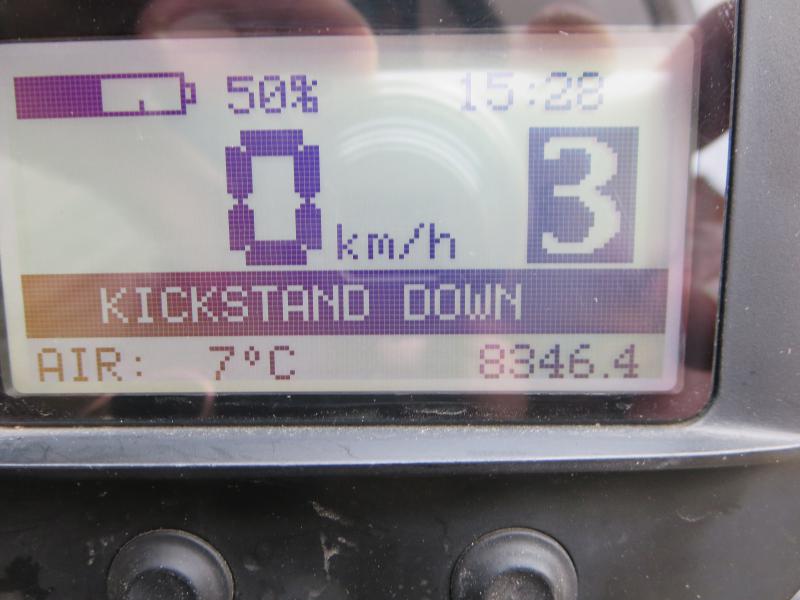 50% 15:28
0 km/h 3
KICKSTAND DOWN
AIR: 7°C 8346.4